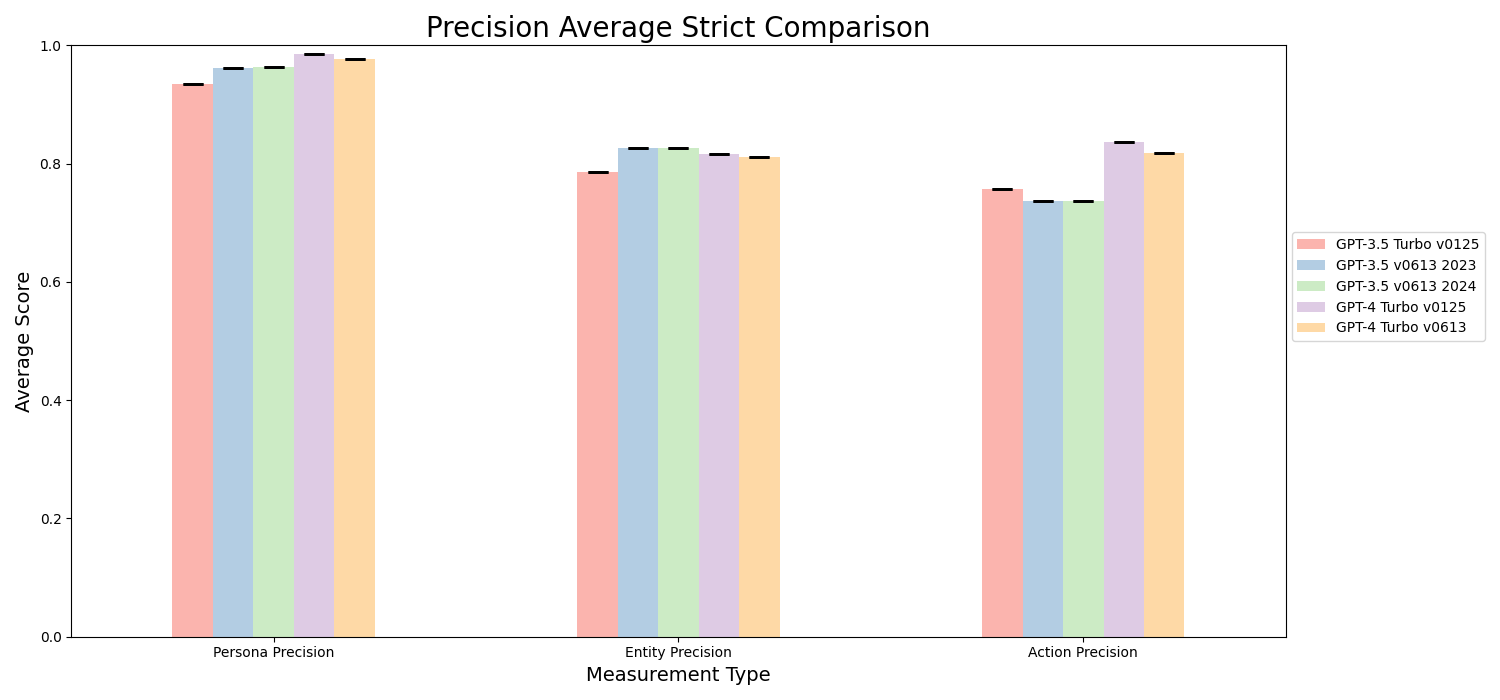 Precision Average Strict Comparison
1.0
0.8
0.6
0.4
0.2
0.0
Average Score
Persona Precision
Entity Precision
Action Precision
Measurement Type
GPT-3.5 Turbo v0125
GPT-3.5 v0613 2023
GPT-3.5 v0613 2024
GPT-4 Turbo v0125
GPT-4 Turbo v0613